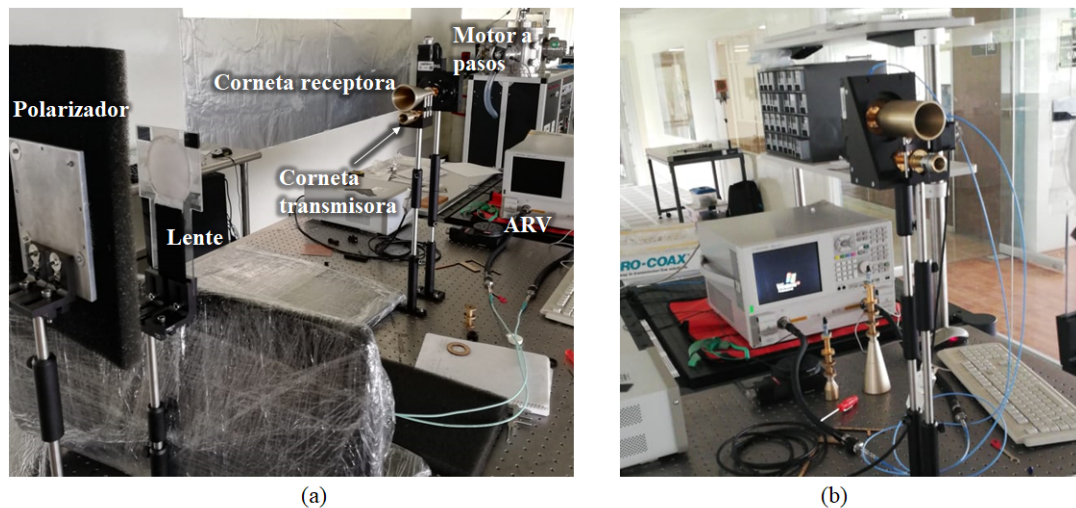 Motor a
pasos
Corneta receptora
Polarizador
Corneta
transmisora
Lente
ARV
RO-COAX
(a)
(b)